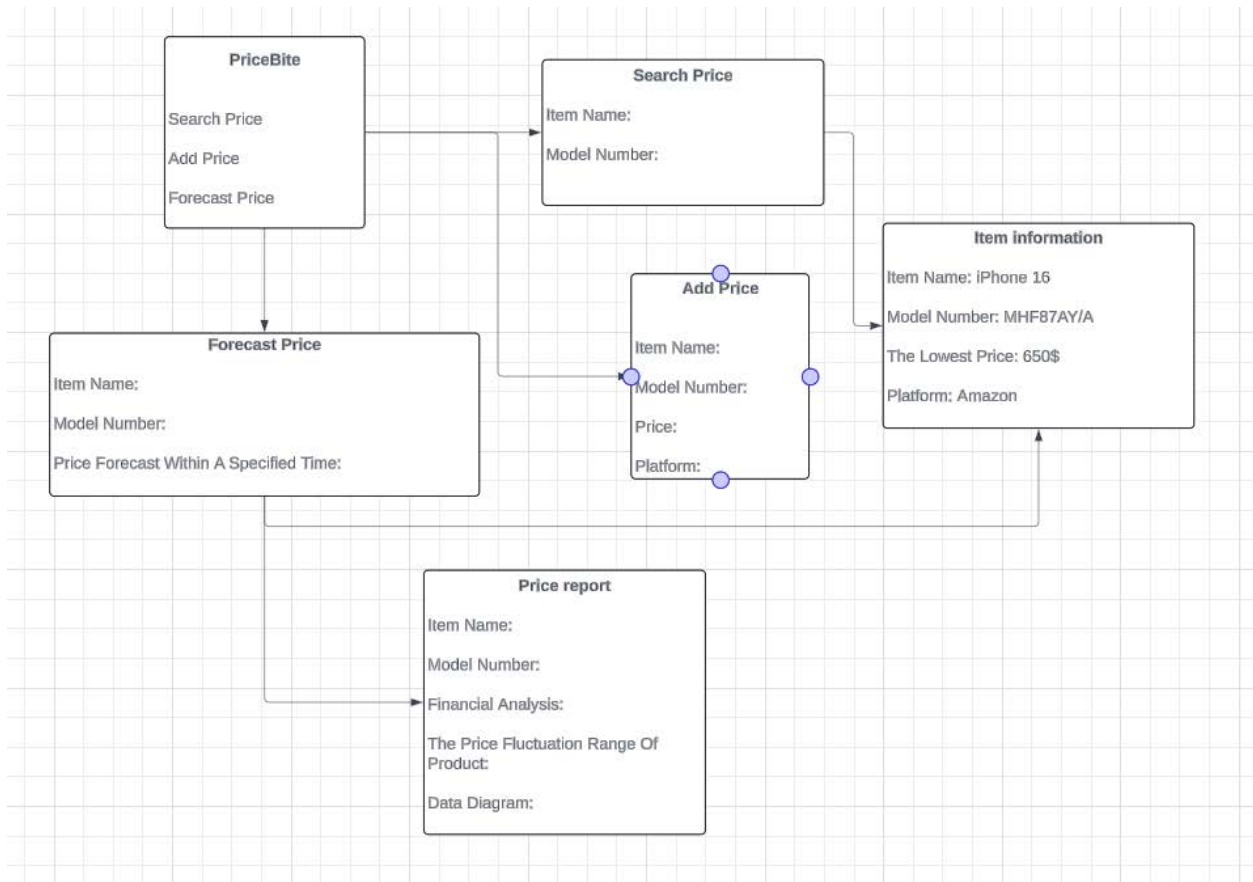 PriceBite
Search Price
Add Price
Forecast Price
Search Price
Item Name:
Model Number:
Item information
Item Name: iPhone 16
Model Number: MHF87AY/A
The Lowest Price: 650$
Platform: Amazon
Add Price
Item Name:
Model Number:
Price:
Platform:
Forecast Price
Item Name:
Model Number:
Price Forecast Within A Specified Time:
Price report
Item Name:
Model Number:
Financial Analysis:
The Price Fluctuation Range Of
Product:
Data Diagram: